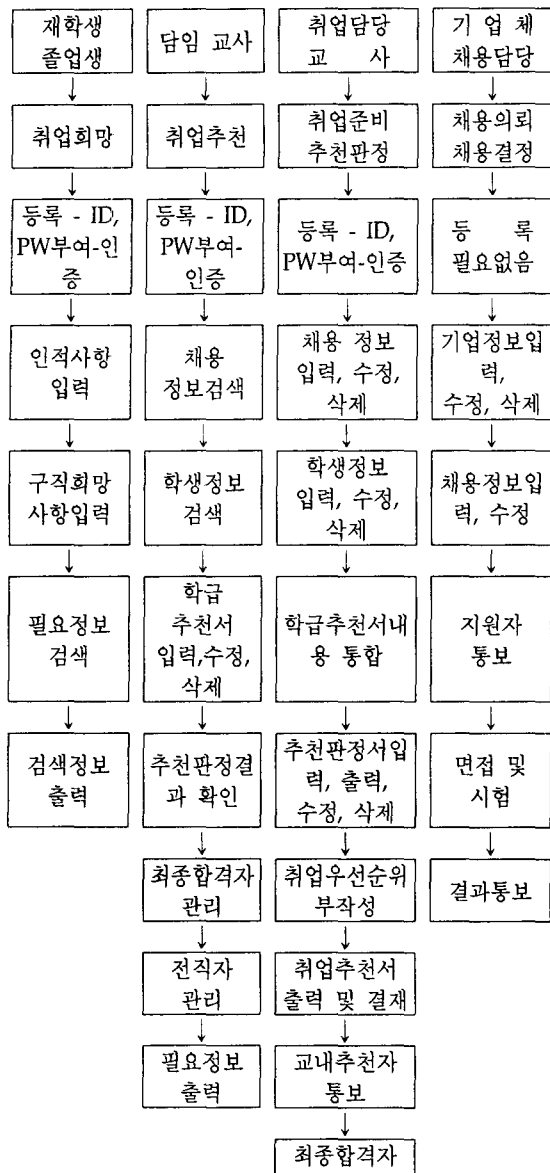 재학생
졸업생
취업희망
등록 - ID,
PW부여-인
증
인적사항
입력
구직희망
사항입력
필요정보
검색
검색정보
출력
담임 교사
취업추천
등록 - ID,
PW부여-
인증
채용
정보검색
학생정보
검색
학급
추천서
입력,수정,
삭제
추천판정결
과 확인
최종합격자
관리
전직자
관리
필요정보
출력
취업담당
교 사
취업준비
추천판정
등록 - ID,
PW부여-인증
채용 정보
입력, 수정,
삭제
학생정보
입력, 수정,
삭제
학급추천서내
용 통합
추천판정서입
력, 출력,
수정, 삭제
취업우선순위
부작성
취업추천서
출력 및 결재
교내추천자
통보
최종합격자
기 업 체
채용담당
채용의뢰
채용결정
등 록
필요없음
기업정보입
력,
수정, 삭제
채용정보입
력, 수정
지원자
통보
면접 및
시험
결과통보